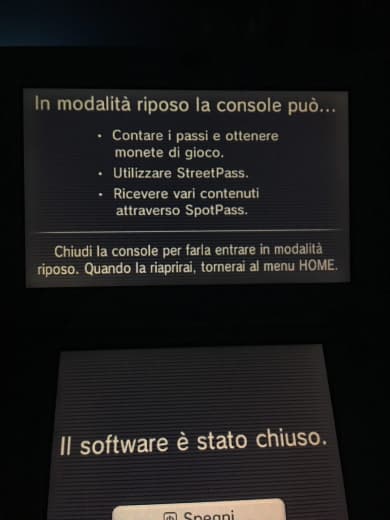 In modalità riposo la console può...
• Contare i passi e ottenere
monete di gioco.
• Utilizzare StreetPass.
• Ricevere vari contenuti
attraverso SpotPass.
Chiudi la console per farla entrare in modalità
riposo. Quando la riaprirai, tornerai al menu HOME.
Il software è stato chiuso.
Spegni